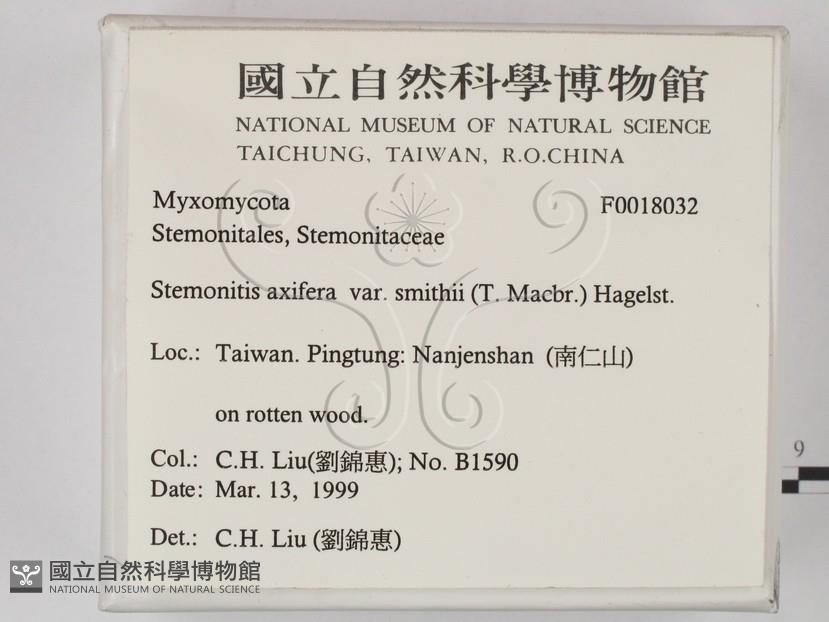 國立自然科學博物館
NATIONAL MUSEUM OF NATURAL SCIENCE
TAICHUNG, TAIWAN, R.O.CHINA
Myxomycota F0018032
Stemonitales, Stemonitaceae
Stemonitis axifera var. smithii (T. Macbr.) Hagelst.
Loc.: Taiwan. Pingtung: Nanjenshan (南仁山)
on rotten wood.
9
Col.: C.H. Liu(劉錦惠); No. B1590
Date: Mar. 13, 1999
Det.: C.H. Liu (劉錦惠)
國立自然科學博物館
NATIONAL MUSEUM OF NATURAL SCIENCE